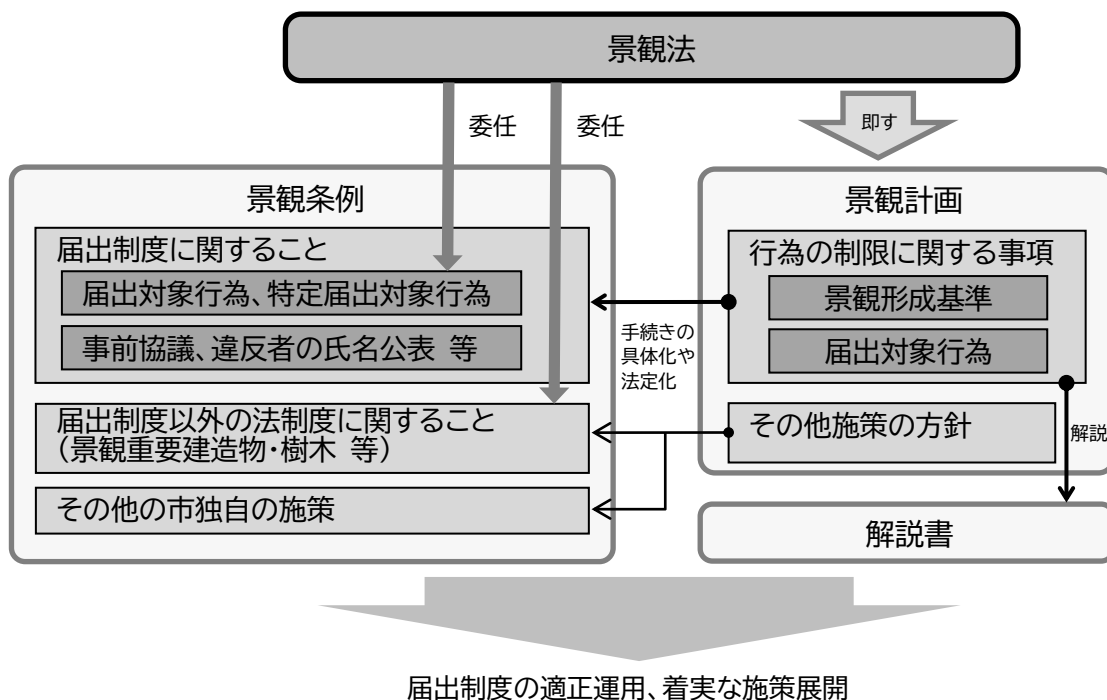 景観法
委任
委任
即す
景観条例
届出制度に関すること
届出対象行為、特定届出対象行為
事前協議、違反者の氏名公表 等
届出制度以外の法制度に関すること
（景観重要建造物・樹木 等）
その他の市独自の施策
手続きの
具体化や
法定化
景観計画
行為の制限に関する事項
景観形成基準
届出対象行為
その他施策の方針
解説
解説書
届出制度の適正運用、着実な施策展開